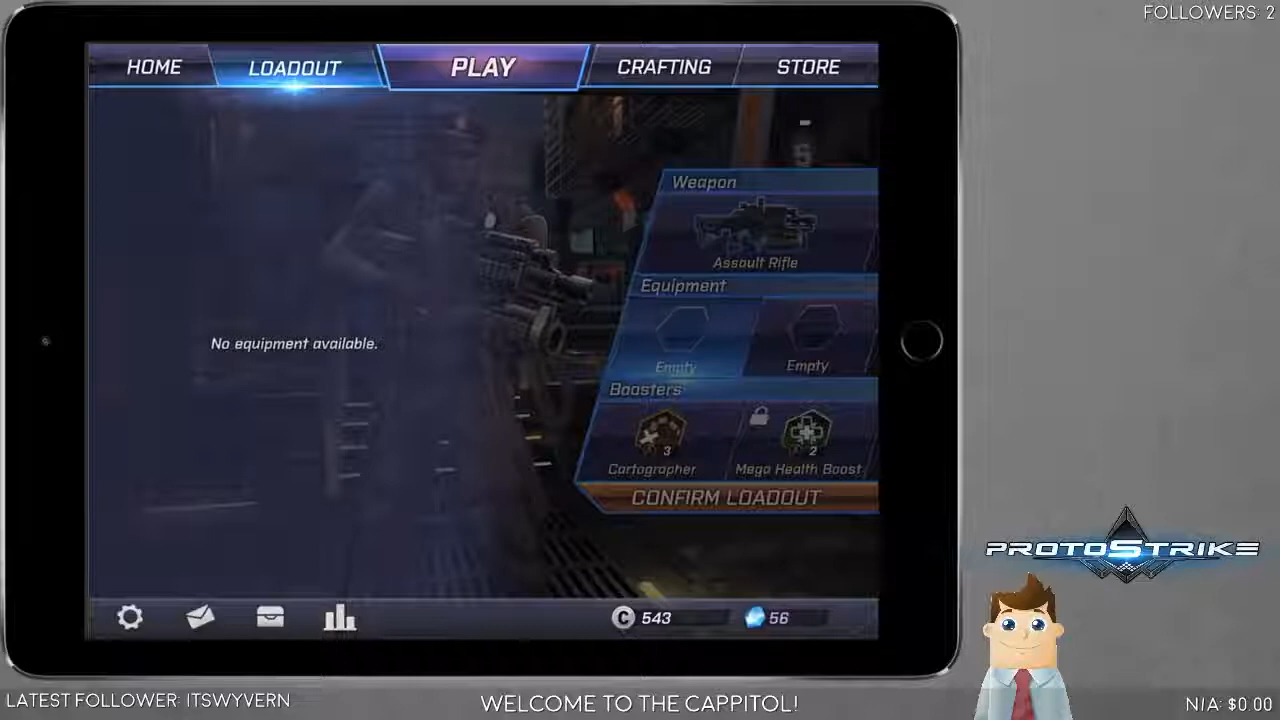 FOLLOWERS: 2
HOME
LOADOUT
PLAY
CRAFTING
STORE
Weapon
Assault Rifle
Equipment
Empty
Empty
No equipment available.
Boosters
3
2
Cartographer
Mega Health Boost
CONFIRM LOADOUT
C 543
56
PROTOSTRIKE
LATEST FOLLOWER: ITSWYVERN
WELCOME TO THE CAPPITOL!
N/A: $0.00